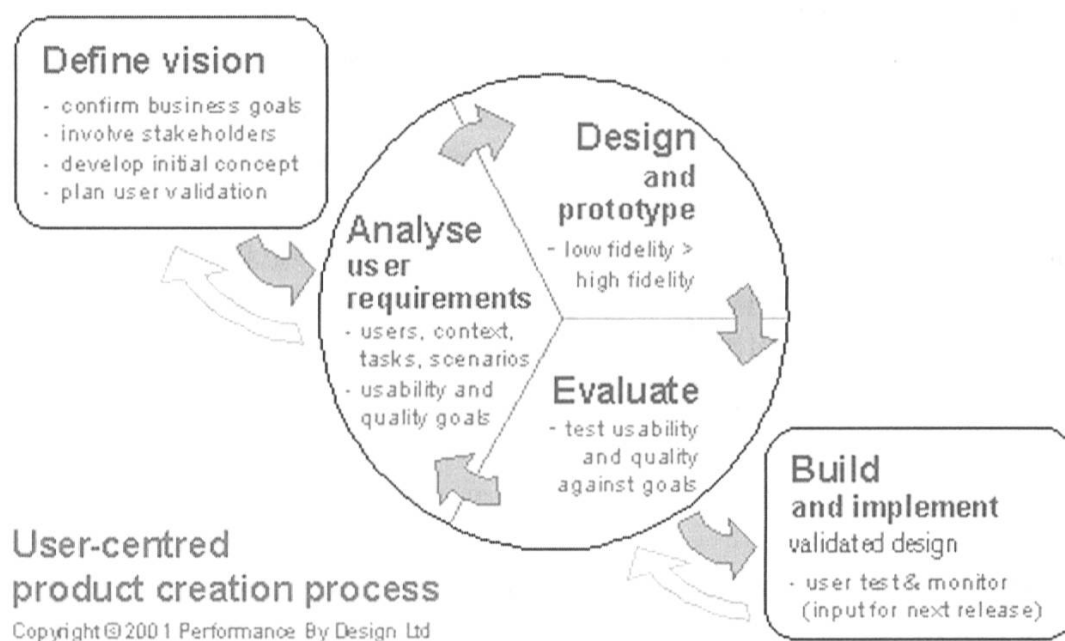 Define vision
- confirm business goals
- involve stakeholders
- develop initial concept
- plan user validation
Analyse
user
requirements
- users, context,
tasks, scenarios
- usability and
quality goals
Design
and
prototype
- low fidelity >
high fidelity
Evaluate
- test usability
and quality
against goals
Build
and implement
validated design
- user test & monitor
(input for next release)
User-centred
product creation process
Copyright © 2001 Performance By Design Ltd